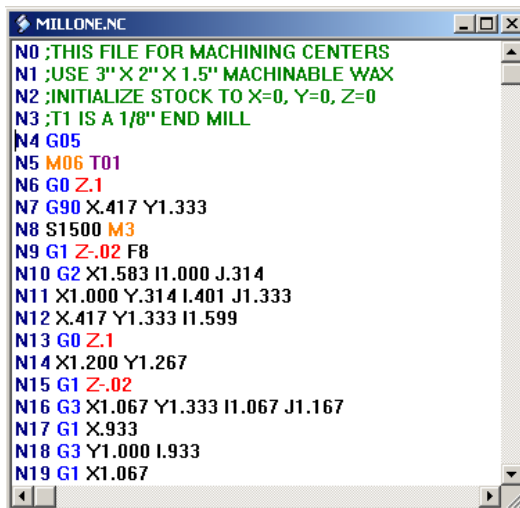 MILLONE.NC
N0 ;THIS FILE FOR MACHINING CENTERS
N1 ;USE 3" X 2" X 1.5" MACHINABLE WAX
N2 ;INITIALIZE STOCK TO X=0, Y=0, Z=0
N3 ;T1 IS A 1/8" END MILL
N4 G05
N5 M06 T01
N6 G0 Z.1
N7 G90 X.417 Y1.333
N8 S1500 M3
N9 G1 Z-.02 F8
N10 G2 X1.583 I1.000 J.314
N11 X1.000 Y.314 I.401 J1.333
N12 X.417 Y1.333 I1.599
N13 G0 Z.1
N14 X1.200 Y1.267
N15 G1 Z-.02
N16 G3 X1.067 Y1.333 I1.067 J1.167
N17 G1 X.933
N18 G3 Y1.000 I.933
N19 G1 X1.067